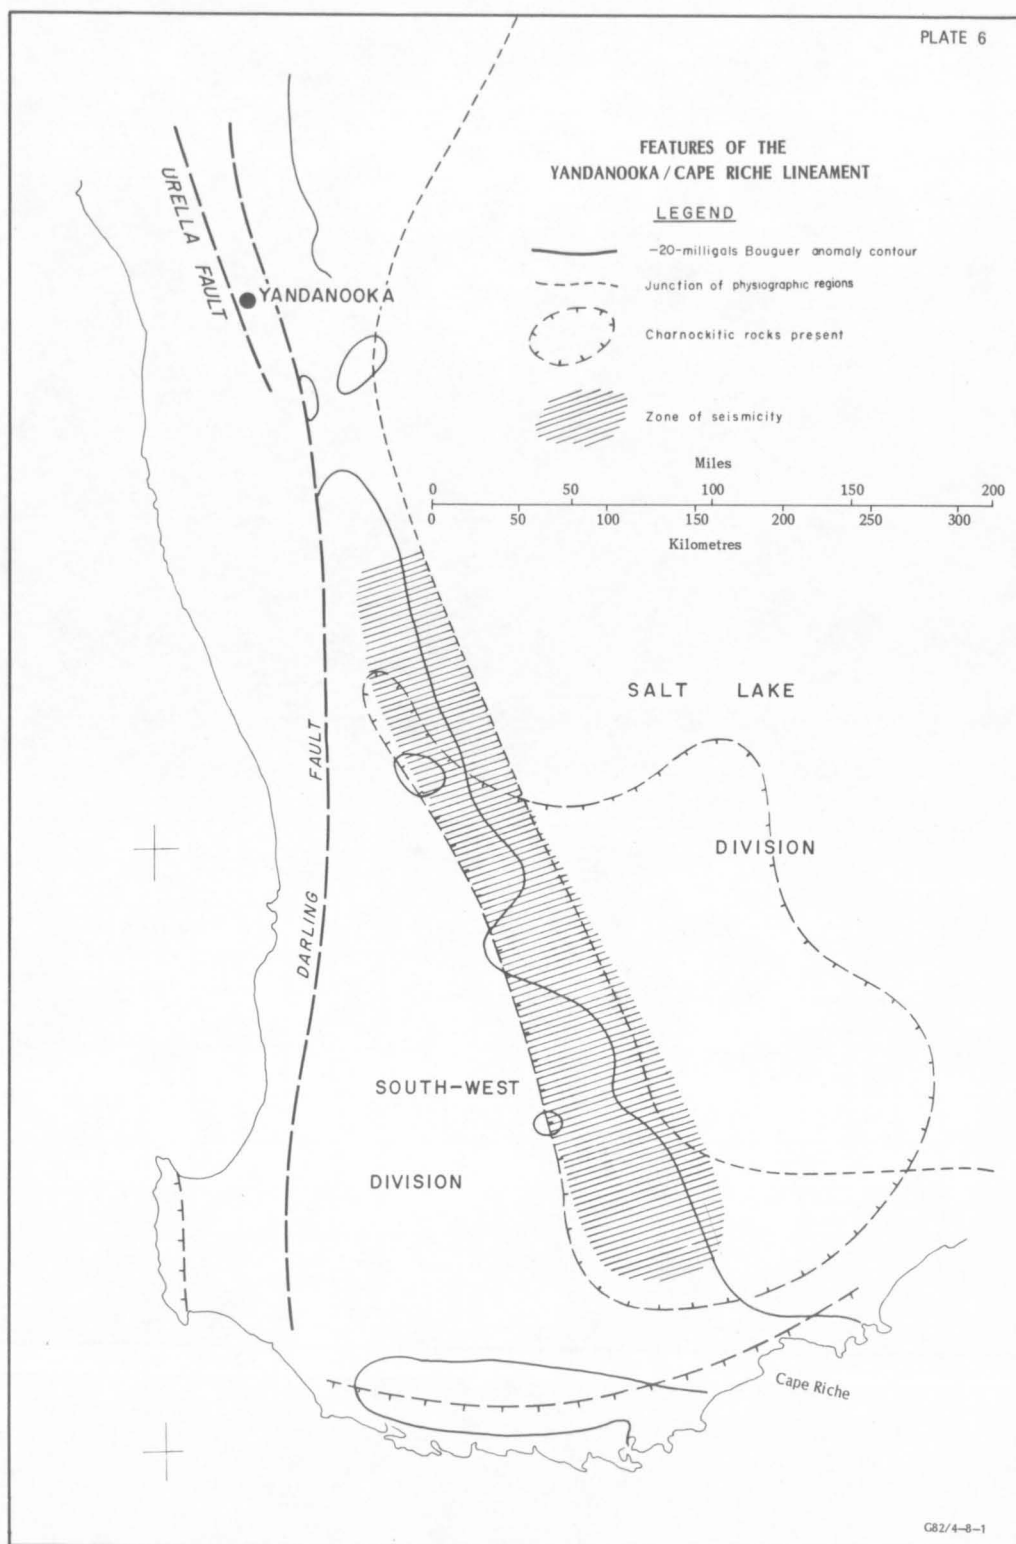 PLATE 6
FEATURES OF THE
YANDANOOKA / CAPE RICHE LINEAMENT
LEGEND
-20-milligals Bouguer anomaly contour
Junction of physiographic regions
Charnockitic rocks present
Zone of seismicity
Miles
0 50 100 150 200
0 50 100 150 200 250 300
Kilometres
URELLA FAULT
YANDANOOKA
SALT LAKE
DIVISION
DARLING FAULT
SOUTH-WEST
DIVISION
Cape Riche
G82/4-8-1